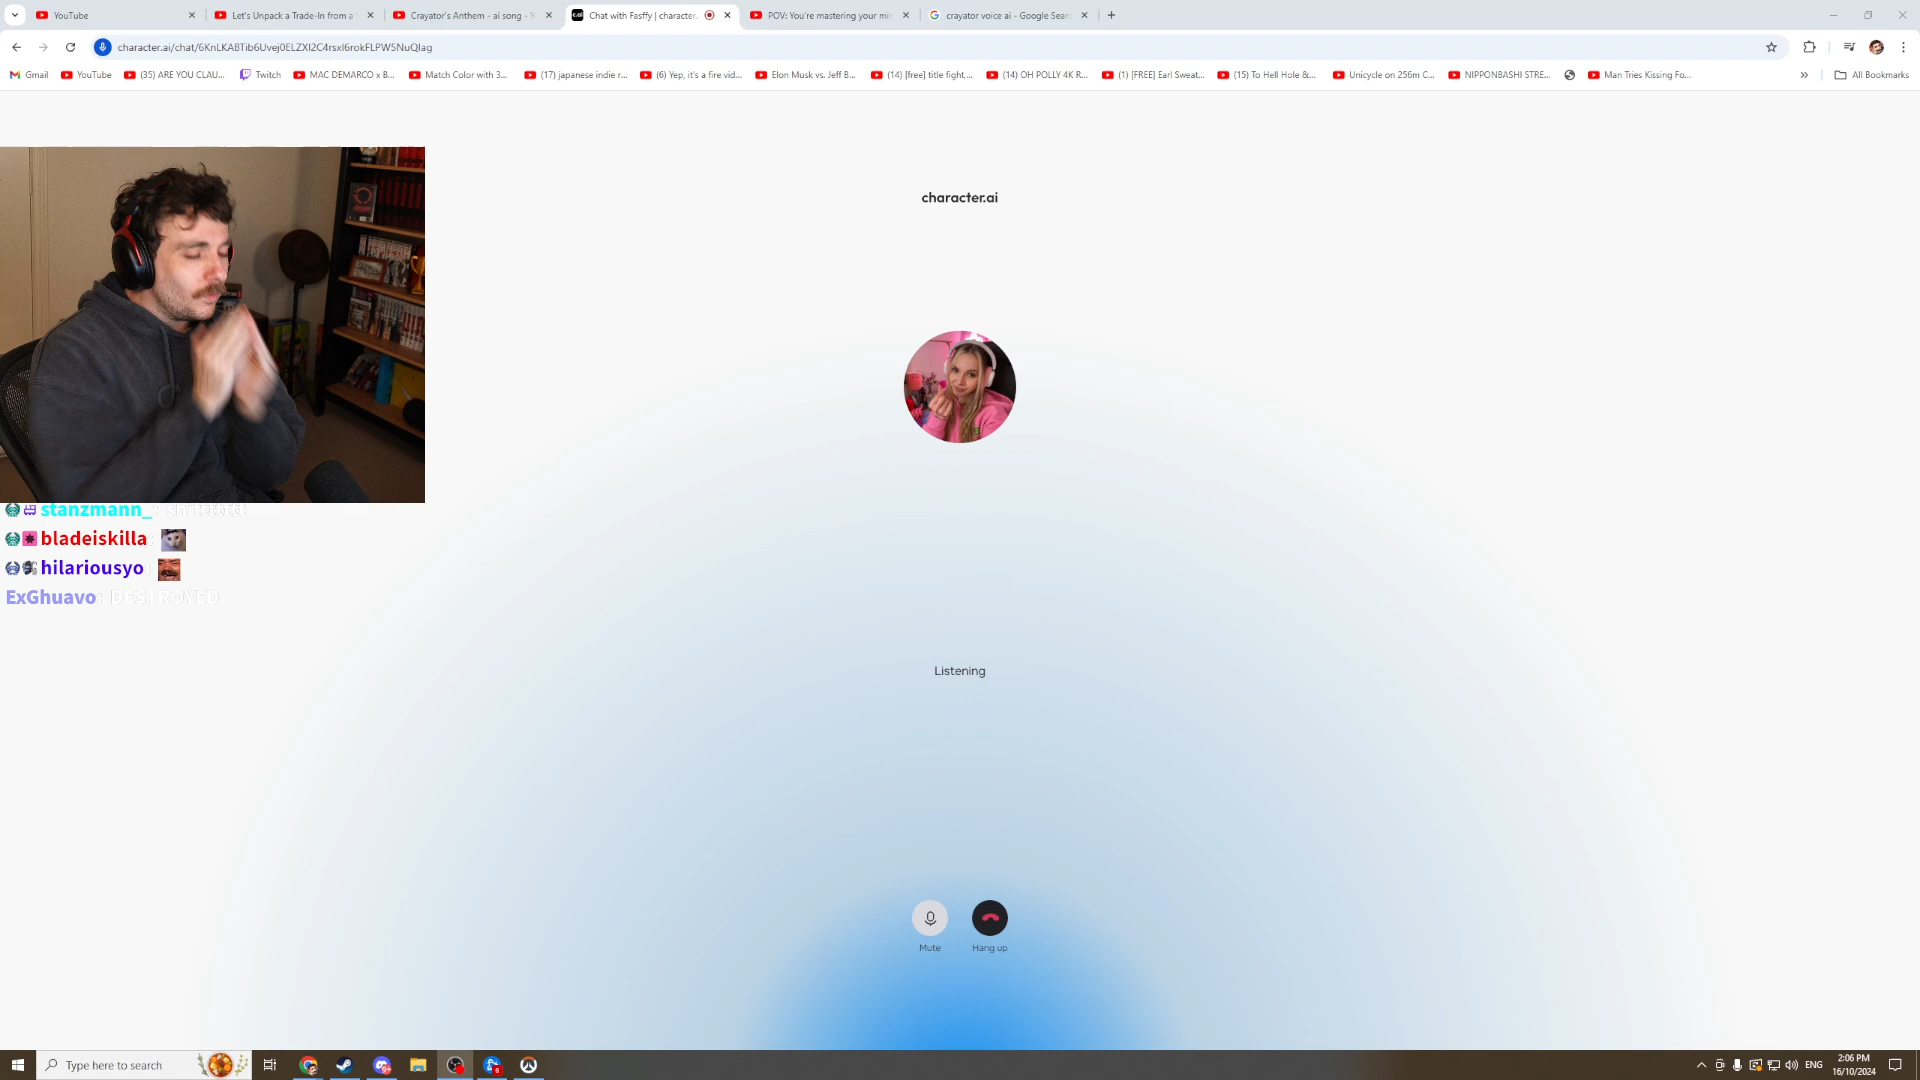 YouTube
Let's Unpack a Trade-In from a
Crayator's Anthem - ai song - Y
Chat with Fasffy | character.
POV: You're mastering your mi
crayator voice ai - Google Sear
character.ai/chat/6KnLKABTib6Uvej0ELZXl2C4rsxl6rokFLPW5NuQIag
Gmail
YouTube
(35) ARE YOU CLAU...
Twitch
MAC DEMARCO x B...
Match Color with 3...
(17) japanese indie r...
(6) Yep, it's a fire vid...
Elon Musk vs. Jeff B...
(14) [free] title fight,...
(14) OH POLLY 4K R...
(1) [FREE] Earl Sweat...
(15) To Hell Hole &...
Unicycle on 256m C...
NIPPONBASHI STRE...
Man Tries Kissing Fo...
All Bookmarks
character.ai
stanzmann_: shitttttt
bladeiskilla:
hilariousyo:
ExGhuavo: DESTROYED
Listening
Mute
Hang up
Type here to search
ENG
2:06 PM
16/10/2024